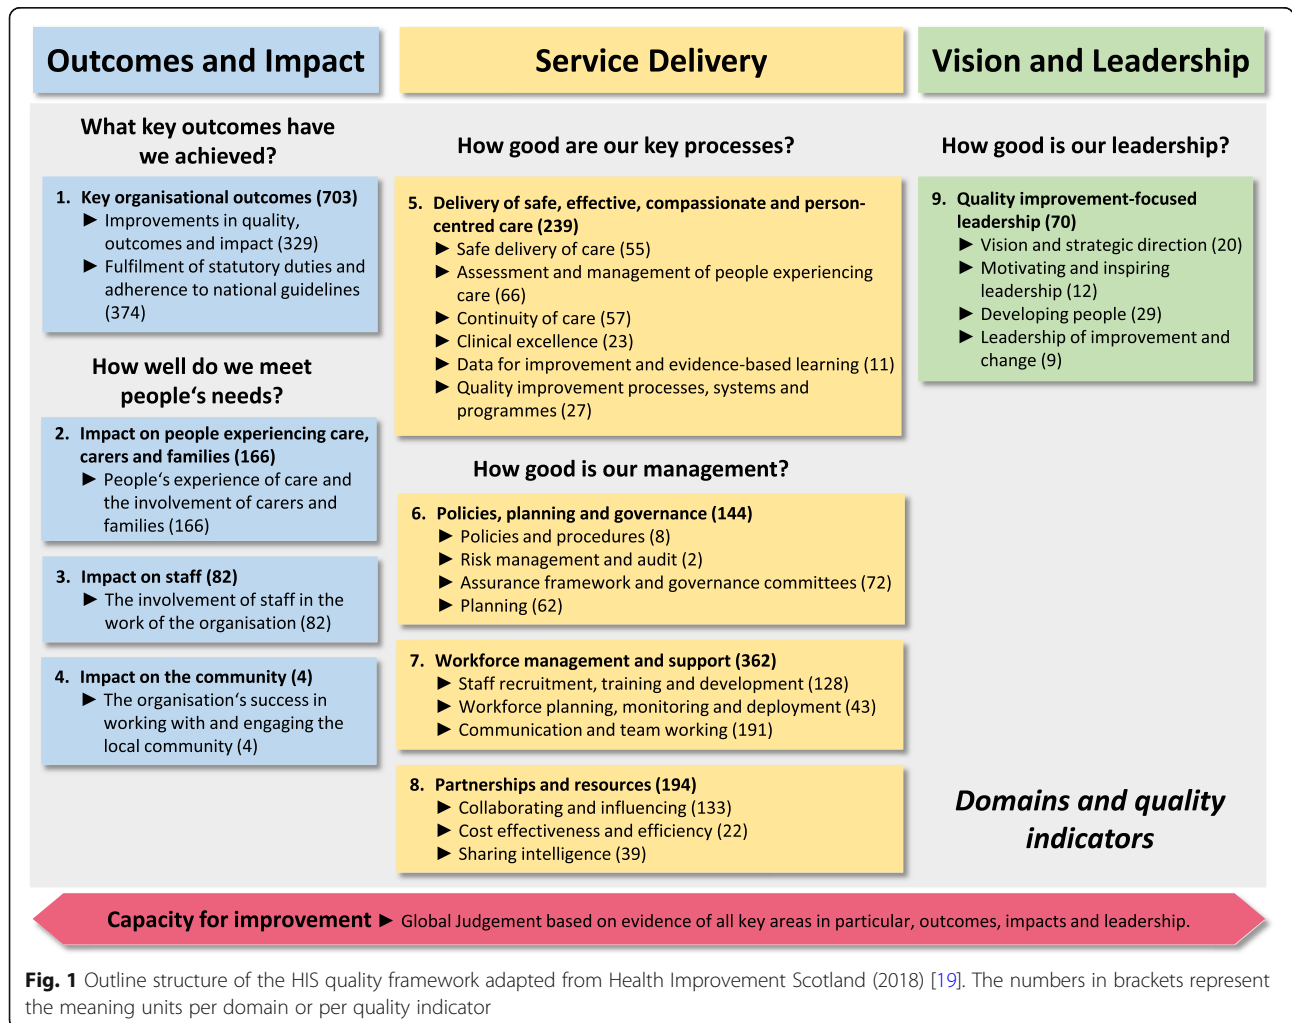 Outcomes and Impact
What key outcomes have
we achieved?
1. Key organisational outcomes (703)
► Improvements in quality,
outcomes and impact (329)
► Fulfilment of statutory duties and
adherence to national guidelines
(374)
How well do we meet
people‘s needs?
2. Impact on people experiencing care,
carers and families (166)
► People‘s experience of care and
the involvement of carers and
families (166)
3. Impact on staff (82)
► The involvement of staff in the
work of the organisation (82)
4. Impact on the community (4)
► The organisation‘s success in
working with and engaging the
local community (4)
Service Delivery
How good are our key processes?
5. Delivery of safe, effective, compassionate and person-
centred care (239)
► Safe delivery of care (55)
► Assessment and management of people experiencing
care (66)
► Continuity of care (57)
► Clinical excellence (23)
► Data for improvement and evidence-based learning (11)
► Quality improvement processes, systems and
programmes (27)
How good is our management?
6. Policies, planning and governance (144)
► Policies and procedures (8)
► Risk management and audit (2)
► Assurance framework and governance committees (72)
► Planning (62)
7. Workforce management and support (362)
► Staff recruitment, training and development (128)
► Workforce planning, monitoring and deployment (43)
► Communication and team working (191)
8. Partnerships and resources (194)
► Collaborating and influencing (133)
► Cost effectiveness and efficiency (22)
► Sharing intelligence (39)
Vision and Leadership
How good is our leadership?
9. Quality improvement-focused
leadership (70)
► Vision and strategic direction (20)
► Motivating and inspiring
leadership (12)
► Developing people (29)
► Leadership of improvement and
change (9)
Domains and quality
indicators
Capacity for improvement ► Global Judgement based on evidence of all key areas in particular, outcomes, impacts and leadership.
Fig. 1 Outline structure of the HIS quality framework adapted from Health Improvement Scotland (2018) [19]. The numbers in brackets represent
the meaning units per domain or per quality indicator